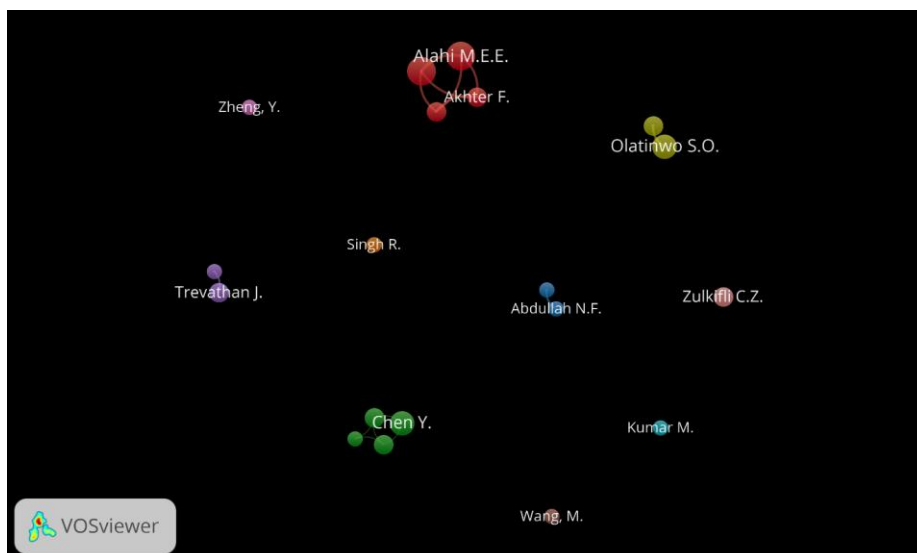 Alahi M.E.E.
Akhter F.
Zheng, Y.
Olatinwo S.O.
Singh R.
Trevathan J.
Abdullah N.F.
Zulkifli C.Z.
Chen Y.
Kumar M.
Wang, M.
VOSviewer